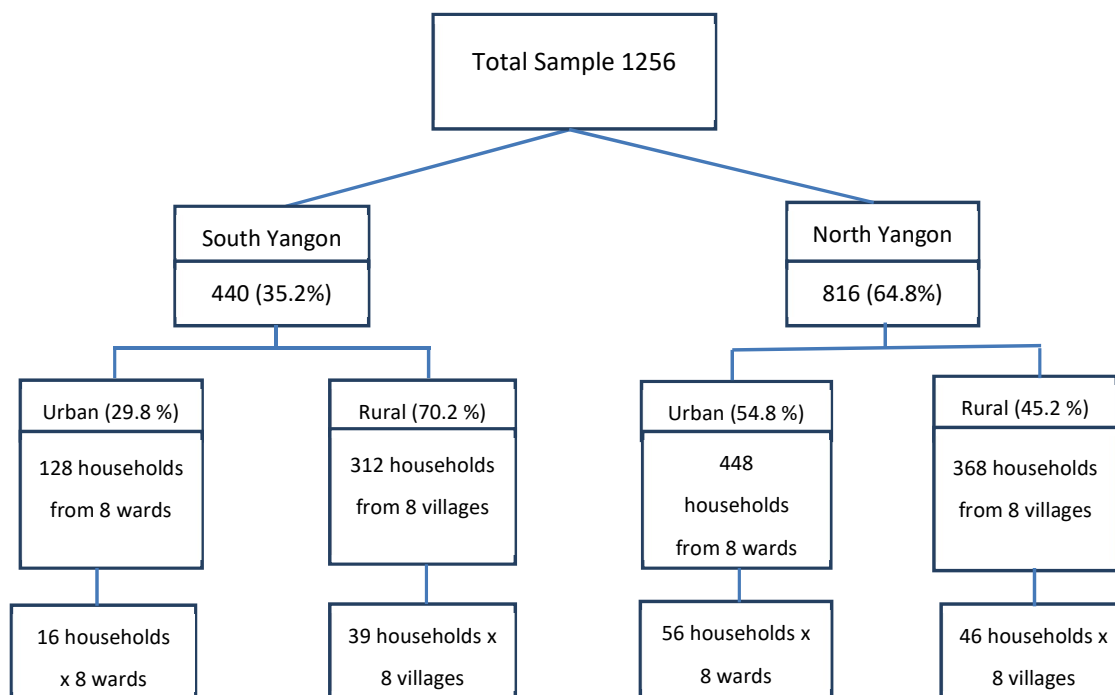 Total Sample 1256
South Yangon
440 (35.2%)
North Yangon
816 (64.8%)
Urban (29.8 %)
128 households
from 8 wards
16 households
x 8 wards
Rural (70.2 %)
312 households
from 8 villages
39 households x
8 villages
Urban (54.8 %)
448
households
from 8 wards
56 households x
8 wards
Rural (45.2 %)
368 households
from 8 villages
46 households x
8 villages